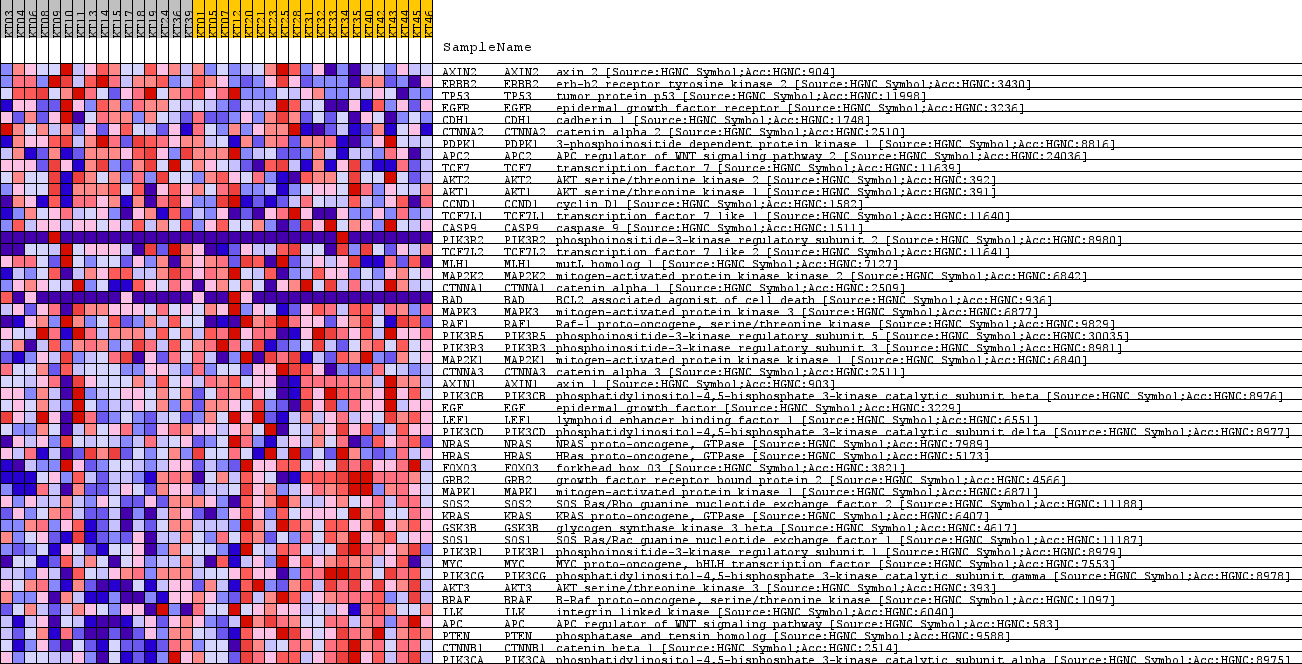 KT03 KT04 KT06 KT08 KT09 KT10 KT11 KT13 KT14 KT15 KT17 KT18 KT19 KT24 KT36 KT39 KT01 KT05 KT07 KT12 KT20 KT21 KT23 KT25 KT28 KT31 KT32 KT33 KT34 KT35 KT40 KT42 KT43 KT44 KT45 KT46
SampleName
AXIN2 AXIN2 axin 2 [Source:HGNC Symbol;Acc:HGNC:904]
ERBB2 ERBB2 erb-b2 receptor tyrosine kinase 2 [Source:HGNC Symbol;Acc:HGNC:3430]
TP53 TP53 tumor protein p53 [Source:HGNC Symbol;Acc:HGNC:11998]
EGFR EGFR epidermal growth factor receptor [Source:HGNC Symbol;Acc:HGNC:3236]
CDH1 CDH1 cadherin 1 [Source:HGNC Symbol;Acc:HGNC:1748]
CTNNA2 CTNNA2 catenin alpha 2 [Source:HGNC Symbol;Acc:HGNC:2510]
PDPK1 PDPK1 3-phosphoinositide dependent protein kinase 1 [Source:HGNC Symbol;Acc:HGNC:8816]
APC2 APC2 APC regulator of WNT signaling pathway 2 [Source:HGNC Symbol;Acc:HGNC:24036]
TCF7 TCF7 transcription factor 7 [Source:HGNC Symbol;Acc:HGNC:11639]
AKT2 AKT2 AKT serine/threonine kinase 2 [Source:HGNC Symbol;Acc:HGNC:392]
AKT1 AKT1 AKT serine/threonine kinase 1 [Source:HGNC Symbol;Acc:HGNC:391]
CCND1 CCND1 cyclin D1 [Source:HGNC Symbol;Acc:HGNC:1582]
TCF7L1 TCF7L1 transcription factor 7 like 1 [Source:HGNC Symbol;Acc:HGNC:11640]
CASP9 CASP9 caspase 9 [Source:HGNC Symbol;Acc:HGNC:1511]
PIK3R2 PIK3R2 phosphoinositide-3-kinase regulatory subunit 2 [Source:HGNC Symbol;Acc:HGNC:8980]
TCF7L2 TCF7L2 transcription factor 7 like 2 [Source:HGNC Symbol;Acc:HGNC:11641]
MLH1 MLH1 mutL homolog 1 [Source:HGNC Symbol;Acc:HGNC:7127]
MAP2K2 MAP2K2 mitogen-activated protein kinase kinase 2 [Source:HGNC Symbol;Acc:HGNC:6842]
CTNNA1 CTNNA1 catenin alpha 1 [Source:HGNC Symbol;Acc:HGNC:2509]
BAD BAD BCL2 associated agonist of cell death [Source:HGNC Symbol;Acc:HGNC:936]
MAPK3 MAPK3 mitogen-activated protein kinase 3 [Source:HGNC Symbol;Acc:HGNC:6877]
RAF1 RAF1 Raf-1 proto-oncogene, serine/threonine kinase [Source:HGNC Symbol;Acc:HGNC:9829]
PIK3R5 PIK3R5 phosphoinositide-3-kinase regulatory subunit 5 [Source:HGNC Symbol;Acc:HGNC:30035]
PIK3R3 PIK3R3 phosphoinositide-3-kinase regulatory subunit 3 [Source:HGNC Symbol;Acc:HGNC:8981]
MAP2K1 MAP2K1 mitogen-activated protein kinase kinase 1 [Source:HGNC Symbol;Acc:HGNC:6840]
CTNNA3 CTNNA3 catenin alpha 3 [Source:HGNC Symbol;Acc:HGNC:2511]
AXIN1 AXIN1 axin 1 [Source:HGNC Symbol;Acc:HGNC:903]
PIK3CB PIK3CB phosphatidylinositol-4,5-bisphosphate 3-kinase catalytic subunit beta [Source:HGNC Symbol;Acc:HGNC:8976]
EGF EGF epidermal growth factor [Source:HGNC Symbol;Acc:HGNC:3229]
LEF1 LEF1 lymphoid enhancer binding factor 1 [Source:HGNC Symbol;Acc:HGNC:6551]
PIK3CD PIK3CD phosphatidylinositol-4,5-bisphosphate 3-kinase catalytic subunit delta [Source:HGNC Symbol;Acc:HGNC:8977]
NRAS NRAS NRAS proto-oncogene, GTPase [Source:HGNC Symbol;Acc:HGNC:7989]
HRAS HRAS HRas proto-oncogene, GTPase [Source:HGNC Symbol;Acc:HGNC:5173]
FOXO3 FOXO3 forkhead box O3 [Source:HGNC Symbol;Acc:HGNC:3821]
GRB2 GRB2 growth factor receptor bound protein 2 [Source:HGNC Symbol;Acc:HGNC:4566]
MAPK1 MAPK1 mitogen-activated protein kinase 1 [Source:HGNC Symbol;Acc:HGNC:6871]
SOS2 SOS2 SOS Ras/Rho guanine nucleotide exchange factor 2 [Source:HGNC Symbol;Acc:HGNC:11188]
KRAS KRAS KRAS proto-oncogene, GTPase [Source:HGNC Symbol;Acc:HGNC:6407]
GSK3B GSK3B glycogen synthase kinase 3 beta [Source:HGNC Symbol;Acc:HGNC:4617]
SOS1 SOS1 SOS Ras/Rac guanine nucleotide exchange factor 1 [Source:HGNC Symbol;Acc:HGNC:11187]
PIK3R1 PIK3R1 phosphoinositide-3-kinase regulatory subunit 1 [Source:HGNC Symbol;Acc:HGNC:8979]
MYC MYC MYC proto-oncogene, bHLH transcription factor [Source:HGNC Symbol;Acc:HGNC:7553]
PIK3CG PIK3CG phosphatidylinositol-4,5-bisphosphate 3-kinase catalytic subunit gamma [Source:HGNC Symbol;Acc:HGNC:8978]
AKT3 AKT3 AKT serine/threonine kinase 3 [Source:HGNC Symbol;Acc:HGNC:393]
BRAF BRAF B-Raf proto-oncogene, serine/threonine kinase [Source:HGNC Symbol;Acc:HGNC:1097]
ILK ILK integrin linked kinase [Source:HGNC Symbol;Acc:HGNC:6040]
APC APC APC regulator of WNT signaling pathway [Source:HGNC Symbol;Acc:HGNC:583]
PTEN PTEN phosphatase and tensin homolog [Source:HGNC Symbol;Acc:HGNC:9588]
CTNNB1 CTNNB1 catenin beta 1 [Source:HGNC Symbol;Acc:HGNC:2514]
PIK3CA PIK3CA phosphatidylinositol-4,5-bisphosphate 3-kinase catalytic subunit alpha [Source:HGNC Symbol;Acc:HGNC:8975]